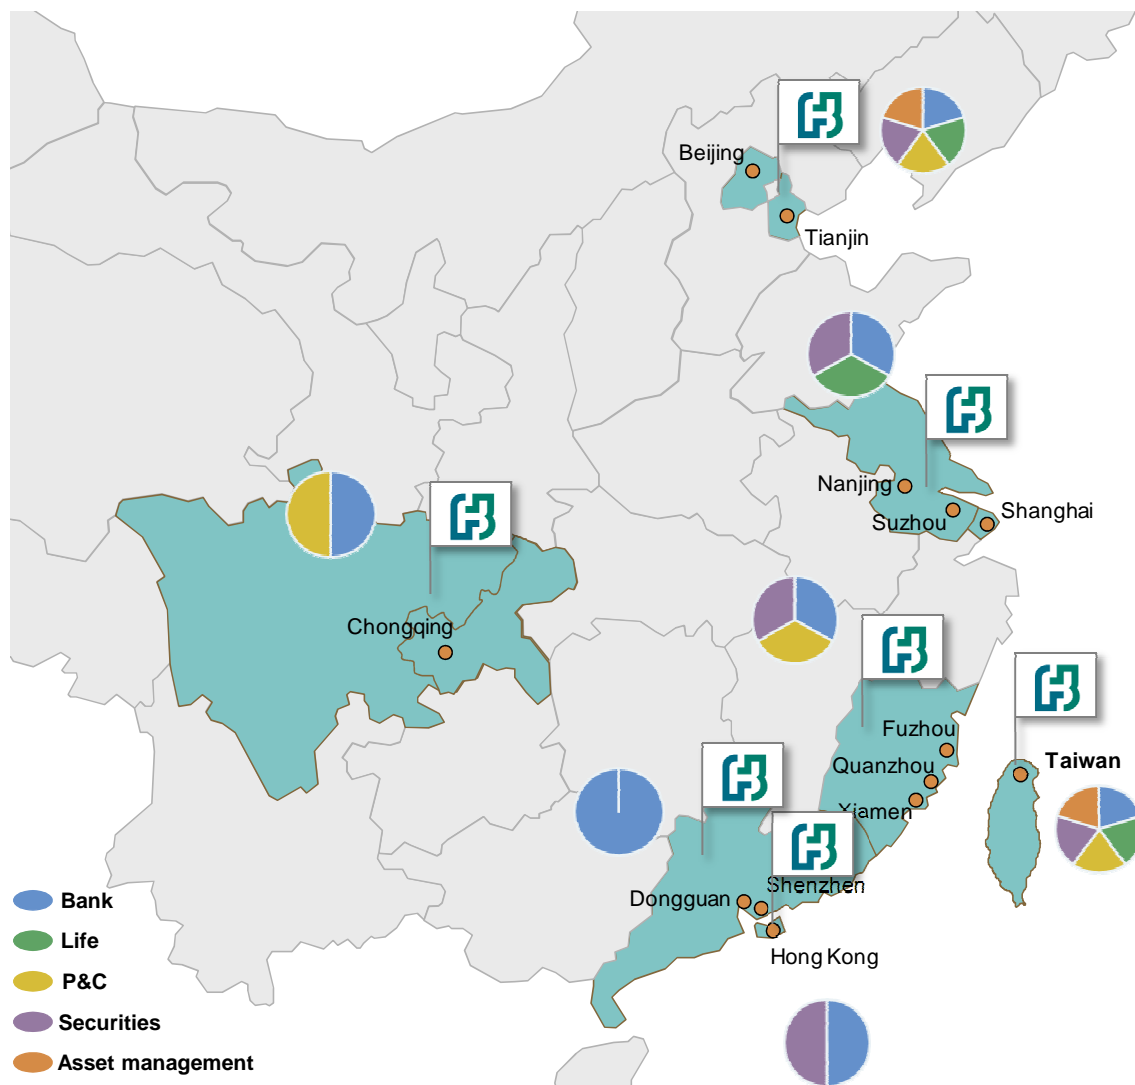 Beijing
Tianjin
Nanjing
Suzhou
Shanghai
Chongqing
Fuzhou
Quanzhou
Xiamen
Taiwan
Dongguan
Shenzhen
Hong Kong
Bank
Life
P&C
Securities
Asset management